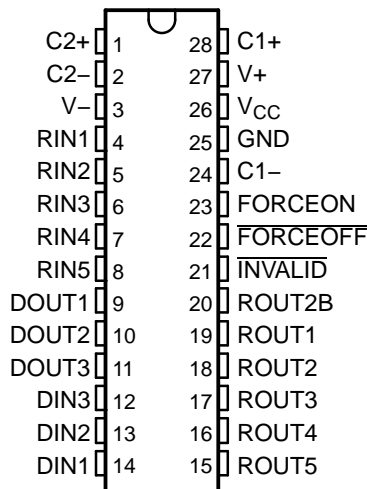 C2+ 1 28 C1+
C2− 2 27 V+
V− 3 26 VCC
RIN1 4 25 GND
RIN2 5 24 C1−
RIN3 6 23 FORCEON
RIN4 7 22 FORCEOFF
RIN5 8 21 INVALID
DOUT1 9 20 ROUT2B
DOUT2 10 19 ROUT1
DOUT3 11 18 ROUT2
DIN3 12 17 ROUT3
DIN2 13 16 ROUT4
DIN1 14 15 ROUT5